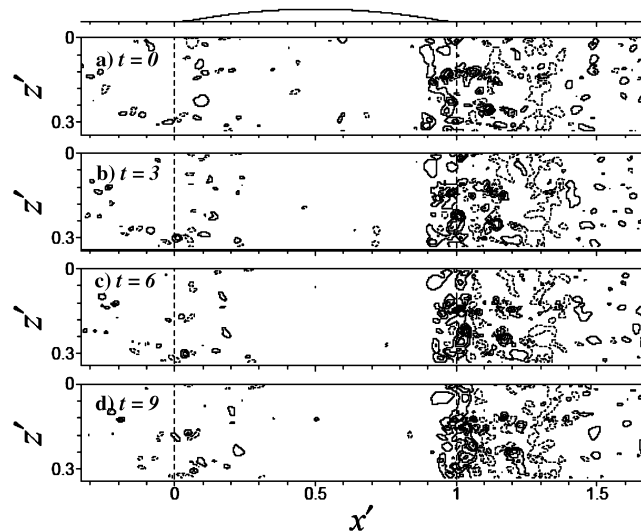 0
a) t = 0
z'
0.3
0
b) t = 3
z'
0.3
0
c) t = 6
z'
0.3
0
d) t = 9
z'
0.3
0 0.5 1 1.5
x'